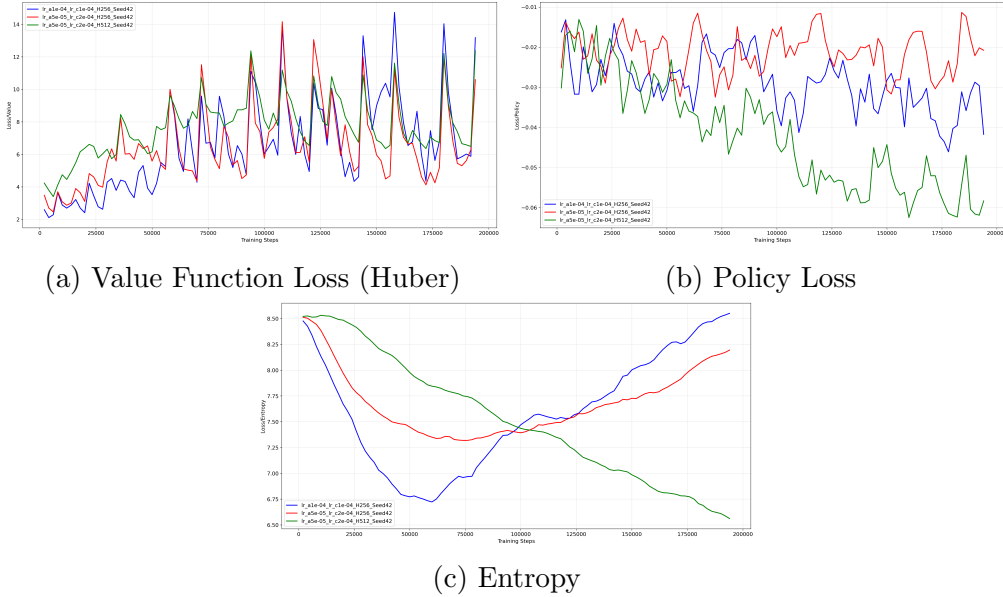 14
12
10
8
6
4
2
Loss/Value
lr_a1e-04_lr_c1e-04_H256_Seed42
lr_a5e-05_lr_c2e-04_H256_Seed42
lr_a5e-05_lr_c2e-04_H512_Seed42
0 25000 50000 75000 100000 125000 150000 175000 200000
Training Steps
(a) Value Function Loss (Huber)
−0.01
−0.02
−0.03
−0.04
−0.05
−0.06
Loss/Policy
lr_a1e-04_lr_c1e-04_H256_Seed42
lr_a5e-05_lr_c2e-04_H256_Seed42
lr_a5e-05_lr_c2e-04_H512_Seed42
0 25000 50000 75000 100000 125000 150000 175000 200000
Training Steps
(b) Policy Loss
8.50
8.25
8.00
7.75
7.50
7.25
7.00
6.75
6.50
Loss/Entropy
lr_a1e-04_lr_c1e-04_H256_Seed42
lr_a5e-05_lr_c2e-04_H256_Seed42
lr_a5e-05_lr_c2e-04_H512_Seed42
0 25000 50000 75000 100000 125000 150000 175000 200000
Training Steps
(c) Entropy